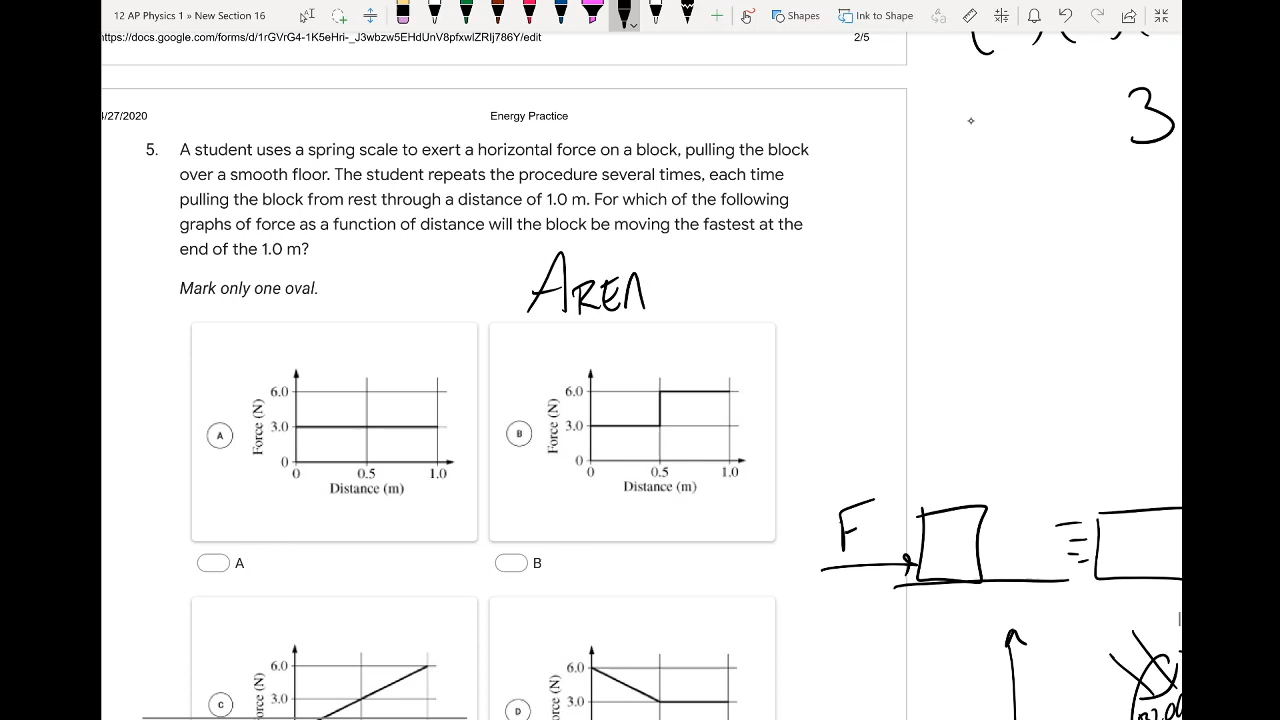 12 AP Physics 1 » New Section 16
Shapes
Ink to Shape
https://docs.google.com/forms/d/1rGVrG4-1K5eHri-_J3wbzw5EHdUnV8pfxwlZRIj786Y/edit
2/5
4/27/2020
Energy Practice
3
5. A student uses a spring scale to exert a horizontal force on a block, pulling the block
over a smooth floor. The student repeats the procedure several times, each time
pulling the block from rest through a distance of 1.0 m. For which of the following
graphs of force as a function of distance will the block be moving the fastest at the
end of the 1.0 m?
Mark only one oval.
AREA
A
Force (N)
6.0
3.0
0
0 0.5 1.0
Distance (m)
B
Force (N)
6.0
3.0
0
0 0.5 1.0
Distance (m)
F
A
B
C
Force (N)
6.0
3.0
D
Force (N)
6.0
3.0